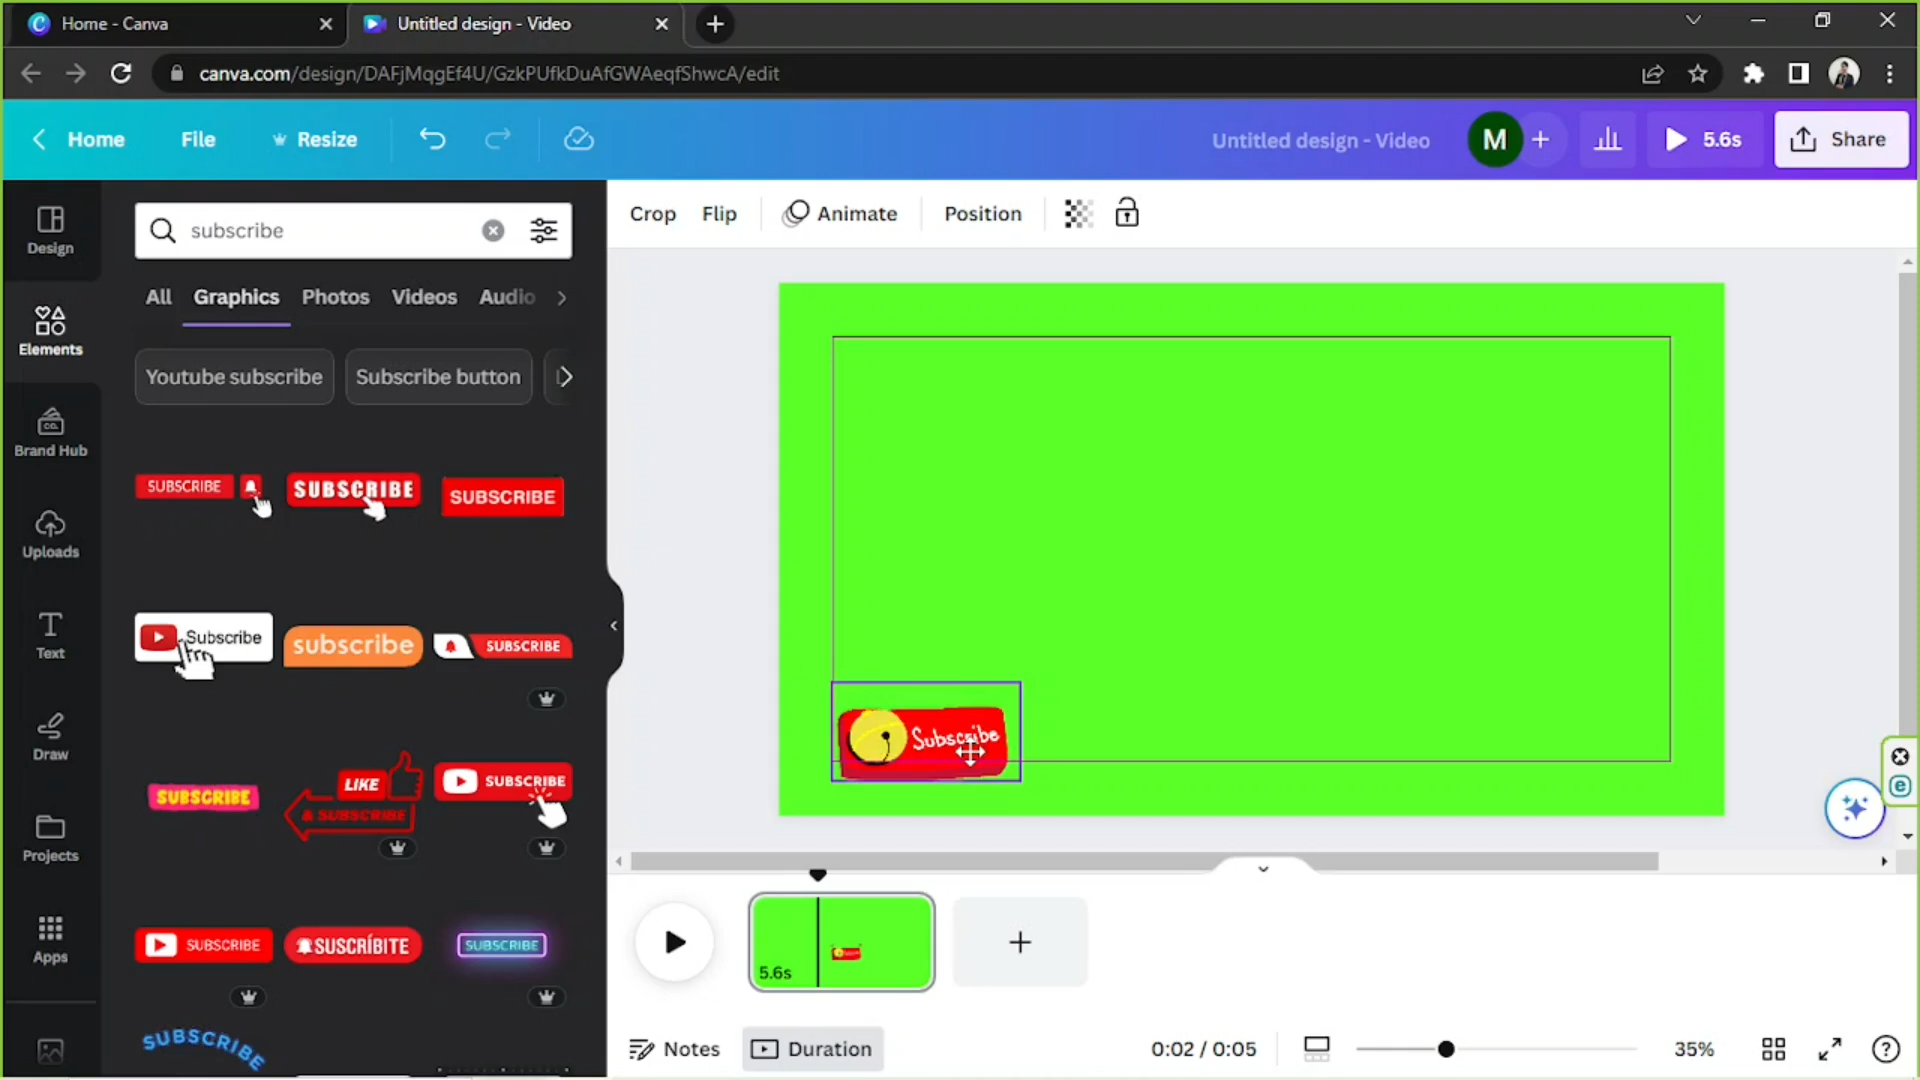 Home - Canva
Untitled design - Video
canva.com/design/DAFjMqgEf4U/GzkPUfkDuAfGWAeqfShwcA/edit
Home
File
Resize
Untitled design - Video
M
5.6s
Share
Design
Elements
Brand Hub
CO.
Uploads
Text
Draw
Projects
Apps
subscribe
All
Graphics
Photos
Videos
Audio
Youtube subscribe
Subscribe button
SUBSCRIBE
SUBSCRIBE
SUBSCRIBE
Subscribe
subscribe
SUBSCRIBE
SUBSCRIBE
LIKE
& SUBSCRIBE
SUBSCRIBE
SUBSCRIBE
SUSCRÍBITE
SUBSCRIBE
SUBSCRIBE
Crop
Flip
Animate
Position
Subscribe
5.6s
Notes
Duration
0:02 / 0:05
35%